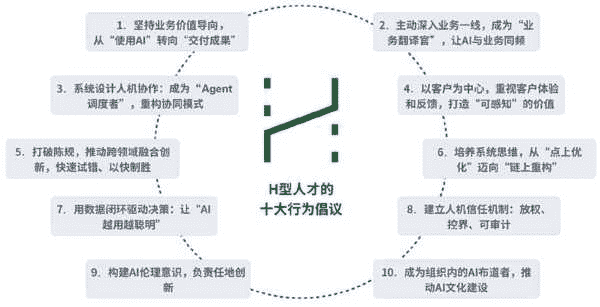 1. 坚持业务价值导向,
从“使用AI”转向“交付成果”
2. 主动深入业务一线,成为“业
务翻译官”,让AI与业务同频
3. 系统设计人机协作:成为“Agent
调度者”,重构协同模式
4. 以客户为中心,重视客户体验
和反馈,打造“可感知”的价值
5. 打破陈规,推动跨领域融合创
新,快速试错、以快制胜
6. 培养系统思维,从“点上优
化”迈向“链上重构”
H型人才的
十大行为倡议
7. 用数据闭环驱动决策:让“AI
越用越聪明”
8. 建立人机信任机制:放权、
控界、可审计
9. 构建AI伦理意识,负责任地创
新
10. 成为组织内的AI布道者,推
动AI文化建设